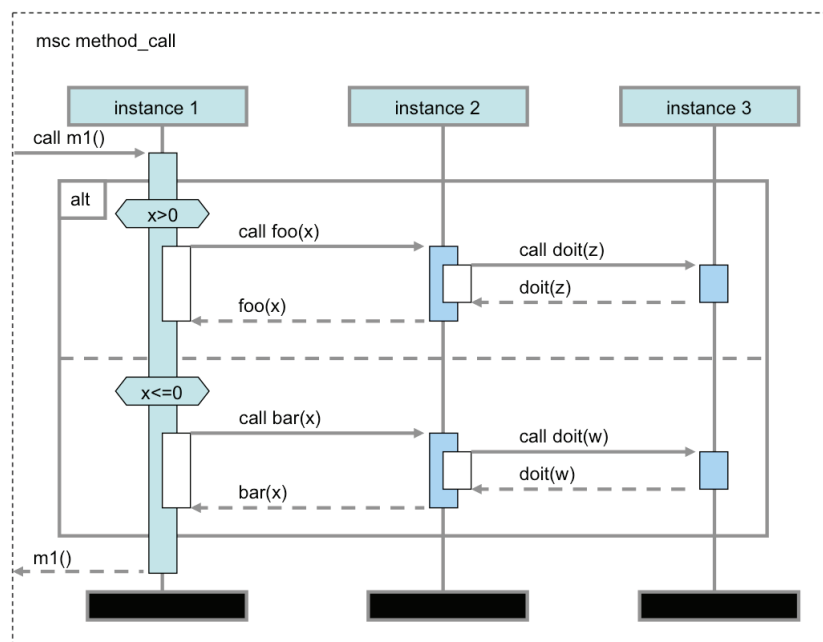 msc method_call
instance 1
instance 2
instance 3
call m1()
alt
x>0
call foo(x)
call doit(z)
doit(z)
foo(x)
x<=0
call bar(x)
call doit(w)
doit(w)
bar(x)
m1()